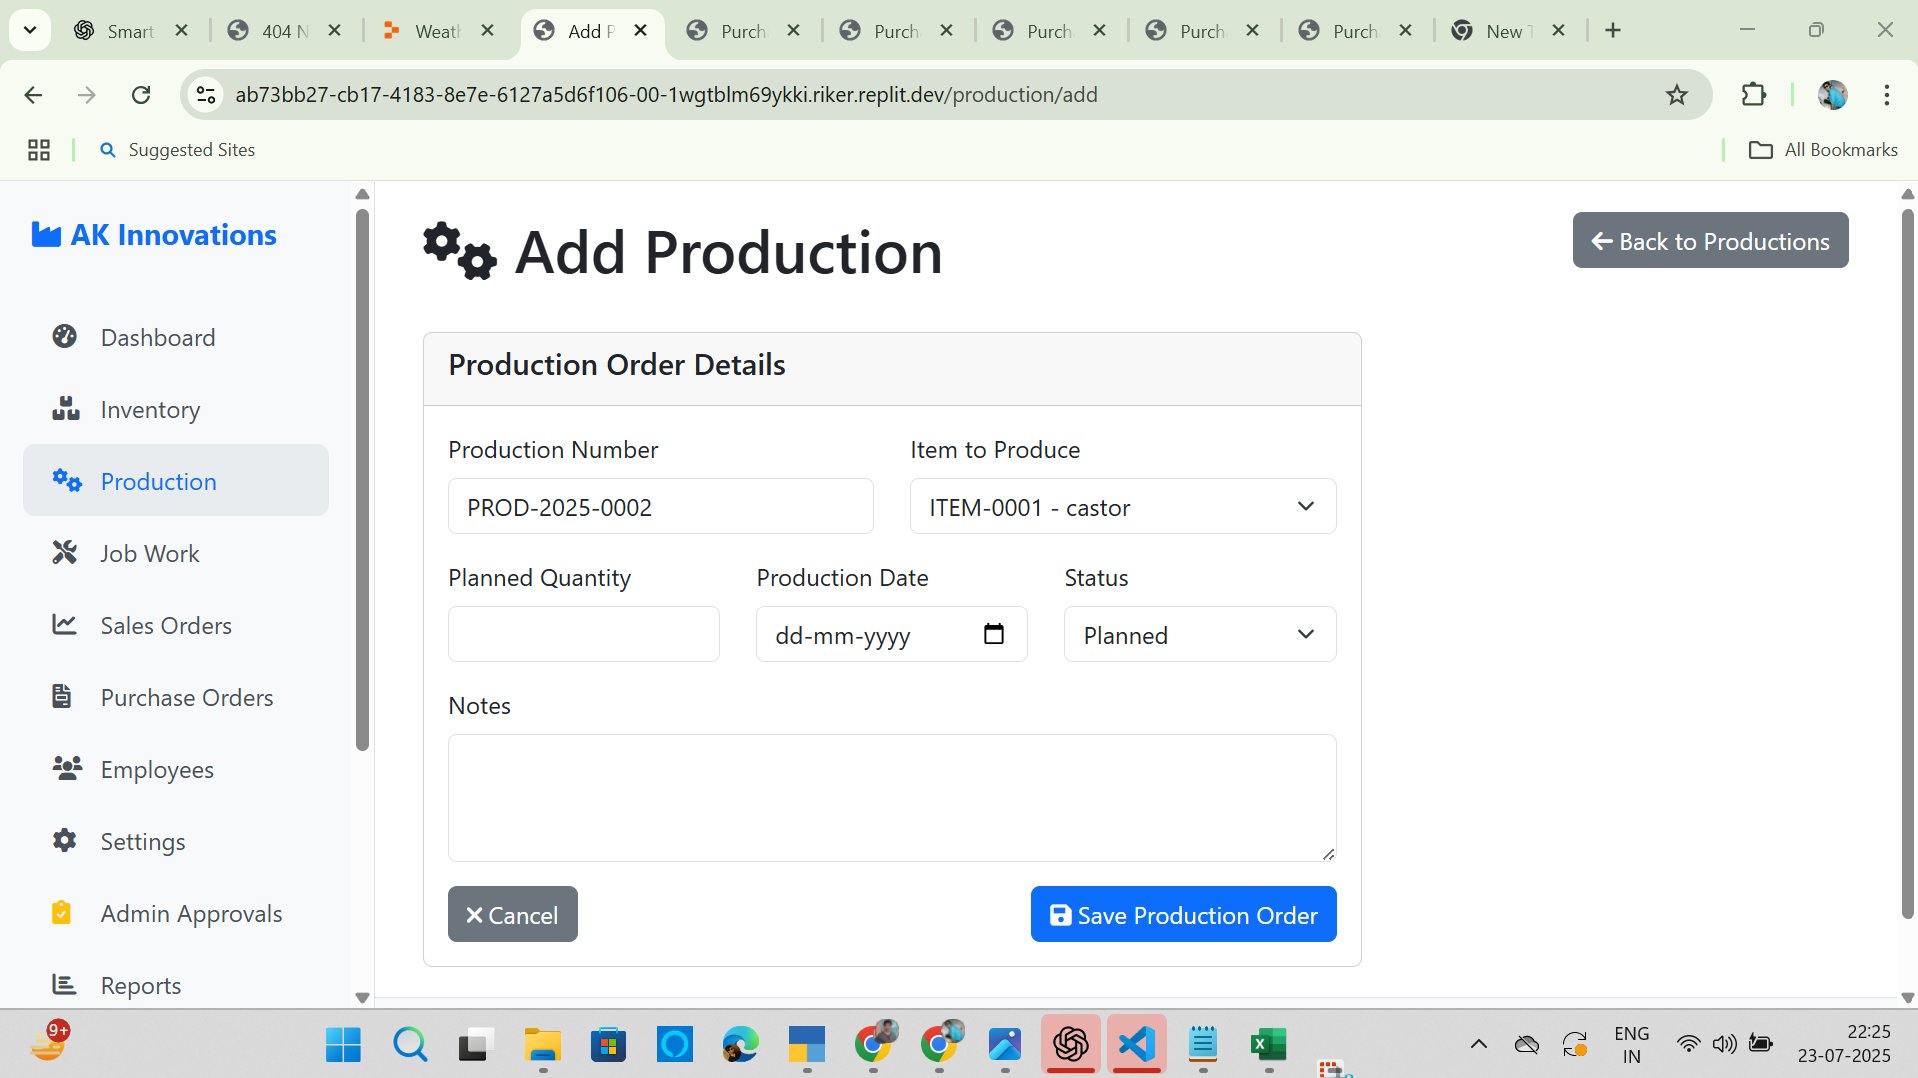 Smart
404 N
Weath
Add P
Purch
Purch
Purch
Purch
Purch
New T
ab73bb27-cb17-4183-8e7e-6127a5d6f106-00-1wgtblm69ykki.riker.replit.dev/production/add
Suggested Sites
All Bookmarks
AK Innovations
Dashboard
Inventory
Production
Job Work
Sales Orders
Purchase Orders
Employees
Settings
Admin Approvals
Reports
Add Production
Back to Productions
Production Order Details
Production Number
Item to Produce
PROD-2025-0002
ITEM-0001 - castor
Planned Quantity
Production Date
Status
dd-mm-yyyy
Planned
Notes
Cancel
Save Production Order
9+
ENG
IN
22:25
23-07-2025